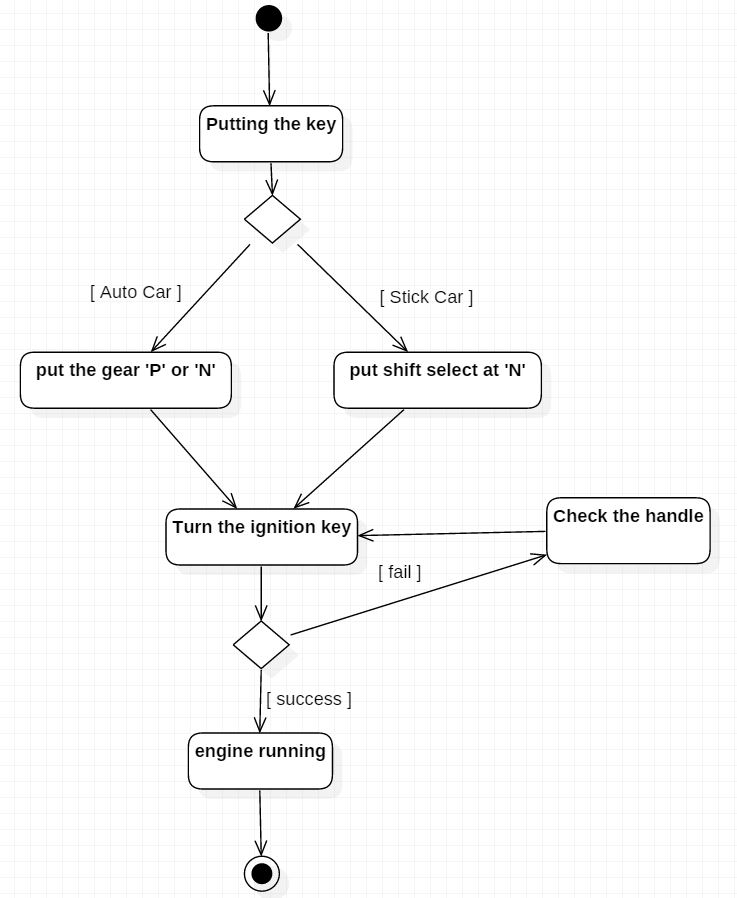 Putting the key
[ Auto Car ]
[ Stick Car ]
put the gear 'P' or 'N'
put shift select at 'N'
Turn the ignition key
Check the handle
[ fail ]
[ success ]
engine running